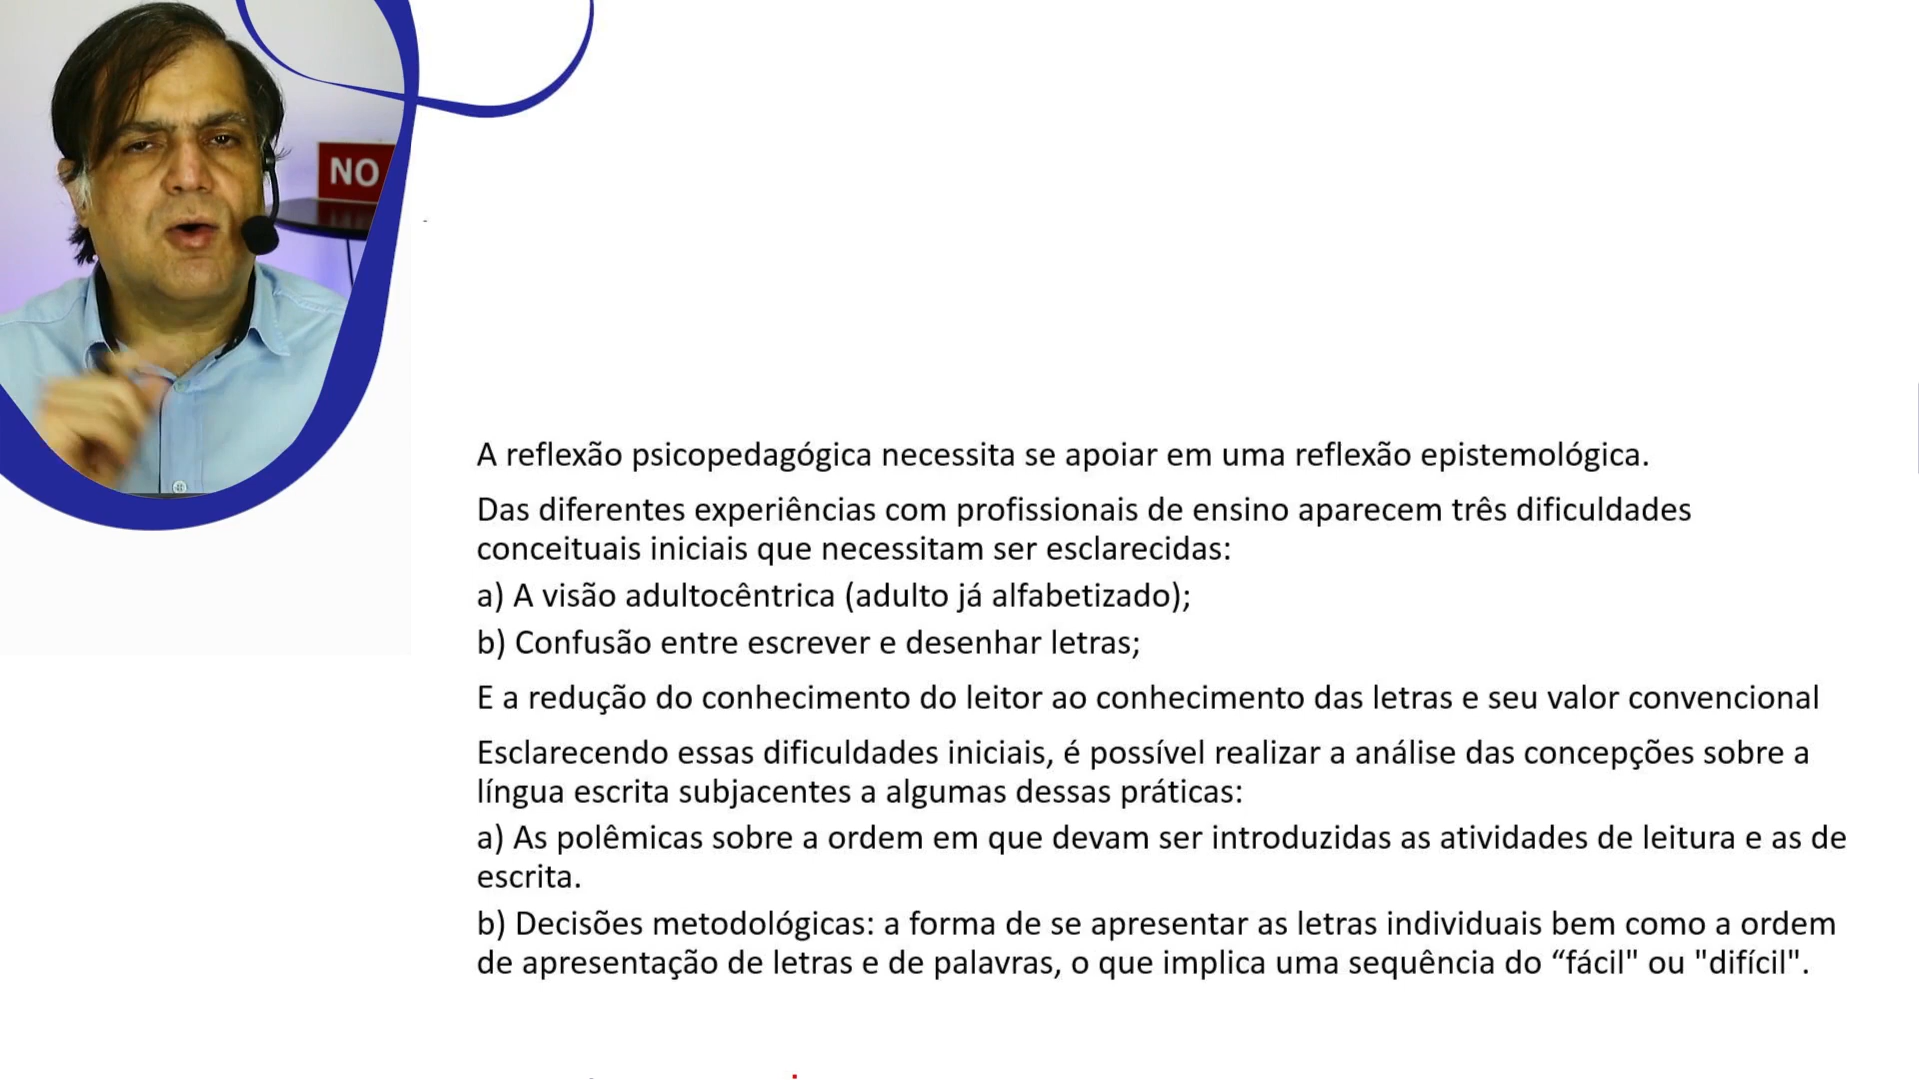 NO
A reflexão psicopedagógica necessita se apoiar em uma reflexão epistemológica.
Das diferentes experiências com profissionais de ensino aparecem três dificuldades
conceituais iniciais que necessitam ser esclarecidas:
a) A visão adultocêntrica (adulto já alfabetizado);
b) Confusão entre escrever e desenhar letras;
E a redução do conhecimento do leitor ao conhecimento das letras e seu valor convencional
Esclarecendo essas dificuldades iniciais, é possível realizar a análise das concepções sobre a
língua escrita subjacentes a algumas dessas práticas:
a) As polêmicas sobre a ordem em que devam ser introduzidas as atividades de leitura e as de
escrita.
b) Decisões metodológicas: a forma de se apresentar as letras individuais bem como a ordem
de apresentação de letras e de palavras, o que implica uma sequência do “fácil" ou "difícil".